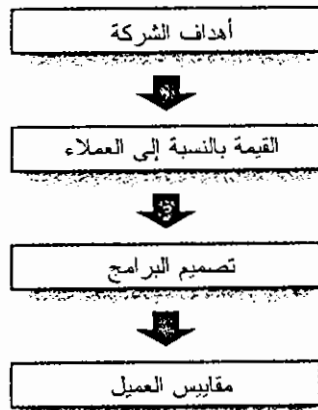 أهداف الشركة
القيمة بالنسبة إلى العملاء
تصميم البرامج
مقاييس العميل